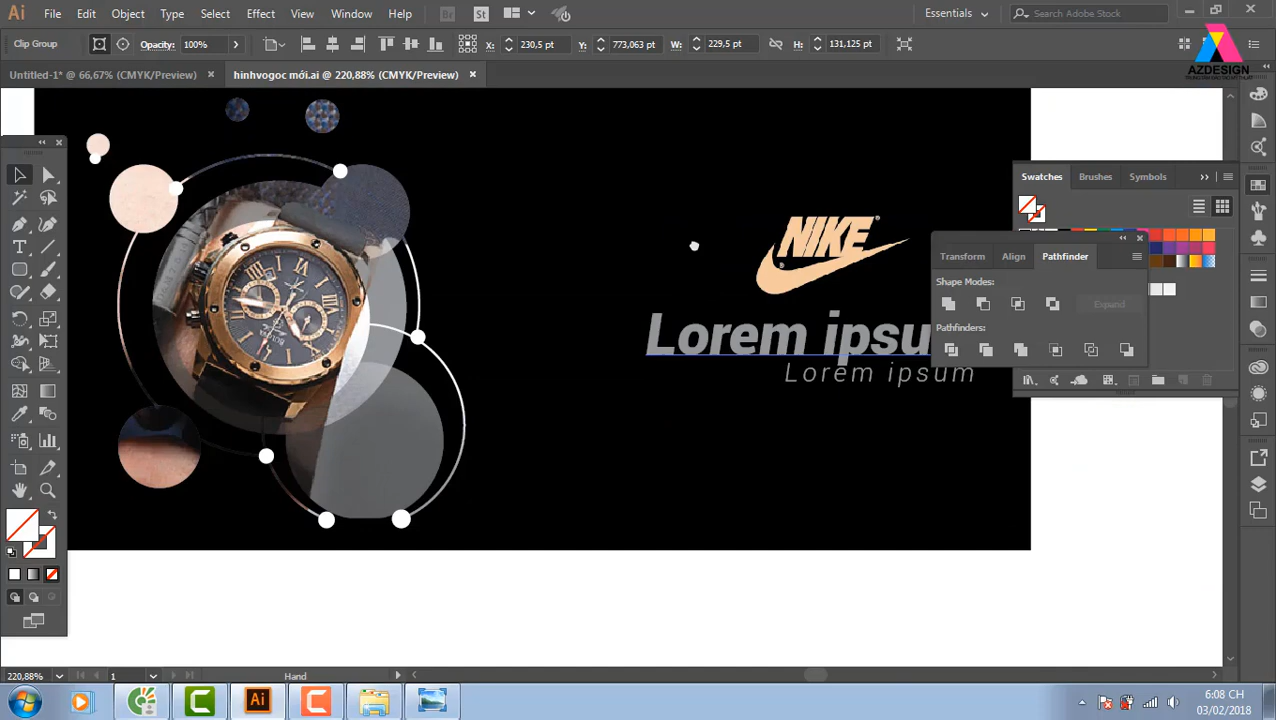 Ai File Edit Object Type Select Effect View Window Help Br St Essentials Search Adobe Stock
Clip Group Opacity: 100% X: 230,5 pt Y: 773,063 pt W: 229,5 pt H: 131,125 pt
AZDESIGN
Untitled-1* @ 66,67% (CMYK/Preview) hinhvogoc mới.ai @ 220,88% (CMYK/Preview)
Swatches Brushes Symbols
NIKE
Transform Align Pathfinder
Shape Modes:
Expand
Pathfinders:
Lorem ipsu
Lorem ipsum
220,88% 1 Hand
Ai
6:08 CH
03/02/2018